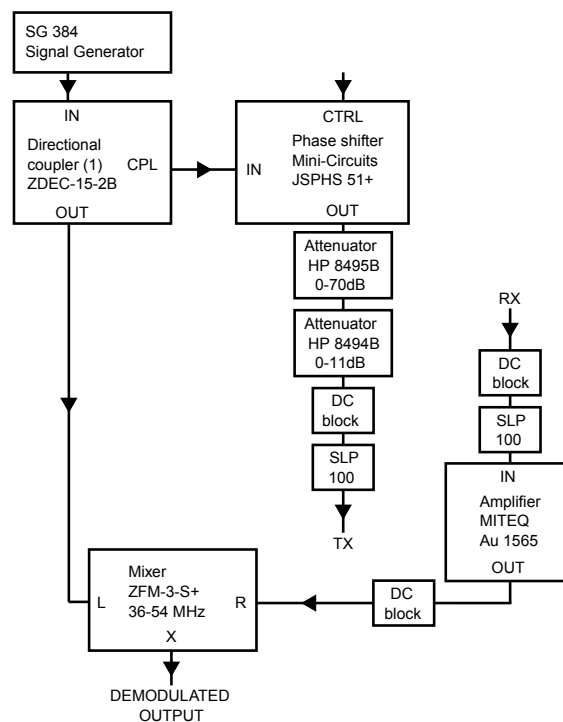 SG 384
Signal Generator
IN
Directional
coupler (1)
ZDEC-15-2B
CPL
OUT
CTRL
Phase shifter
Mini-Circuits
JSPHS 51+
IN
OUT
Attenuator
HP 8495B
0-70dB
Attenuator
HP 8494B
0-11dB
DC
block
SLP
100
TX
RX
DC
block
SLP
100
IN
Amplifier
MITEQ
Au 1565
OUT
DC
block
Mixer
ZFM-3-S+
36-54 MHz
L
R
X
DEMODULATED
OUTPUT